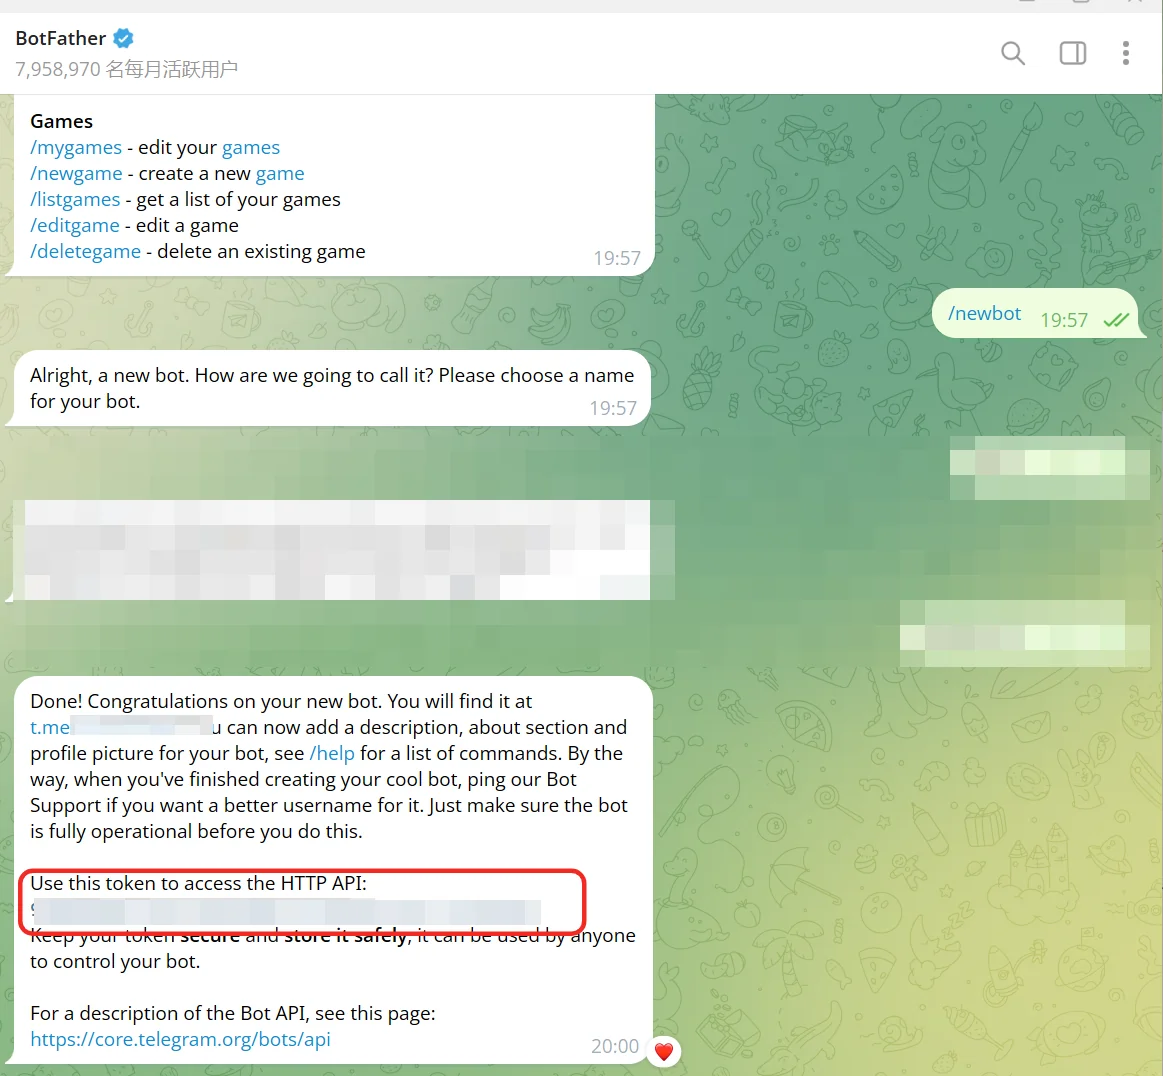 BotFather
7,958,970 名每月活跃用户
Games
/mygames - edit your games
/newgame - create a new game
/listgames - get a list of your games
/editgame - edit a game
/deletegame - delete an existing game
19:57
/newbot 19:57
Alright, a new bot. How are we going to call it? Please choose a name
for your bot.
19:57
Done! Congratulations on your new bot. You will find it at
t.me u can now add a description, about section and
profile picture for your bot, see /help for a list of commands. By the
way, when you've finished creating your cool bot, ping our Bot
Support if you want a better username for it. Just make sure the bot
is fully operational before you do this.
Use this token to access the HTTP API:
Keep your token secure and store it safely, it can be used by anyone
to control your bot.
For a description of the Bot API, see this page:
https://core.telegram.org/bots/api
20:00